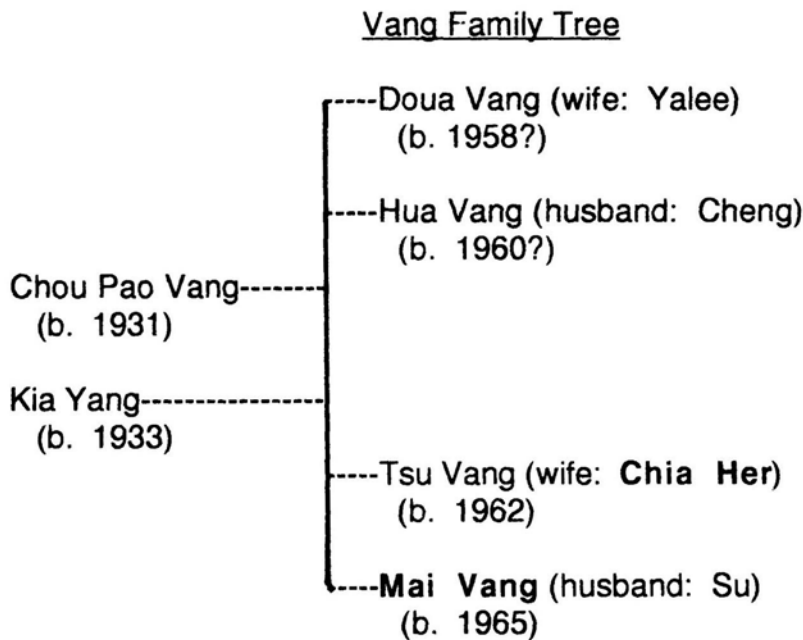 Vang Family Tree
Doua Vang (wife: Yalee)
(b. 1958?)
Hua Vang (husband: Cheng)
(b. 1960?)
Chou Pao Vang
(b. 1931)
Kia Yang
(b. 1933)
Tsu Vang (wife: Chia Her)
(b. 1962)
Mai Vang (husband: Su)
(b. 1965)